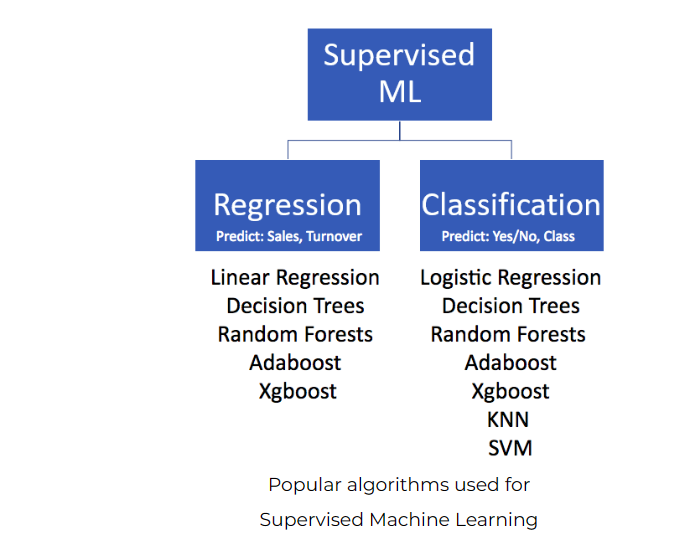 Supervised
ML
Regression
Predict: Sales, Turnover
Linear Regression
Decision Trees
Random Forests
Adaboost
Xgboost
Classification
Predict: Yes/No, Class
Logistic Regression
Decision Trees
Random Forests
Adaboost
Xgboost
KNN
SVM
Popular algorithms used for
Supervised Machine Learning